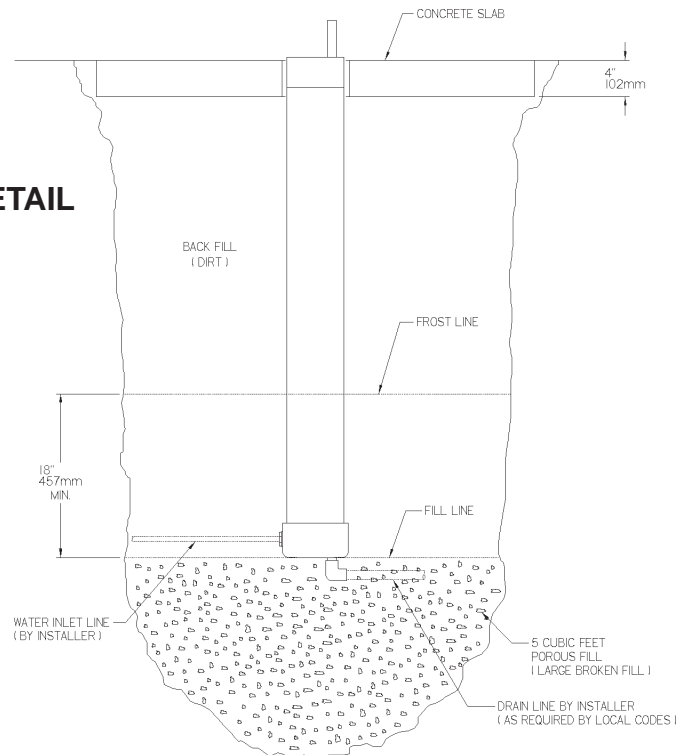 CONCRETE SLAB
4"
102mm
ETAIL
BACK FILL
( DIRT )
FROST LINE
18"
457mm
MIN.
FILL LINE
WATER INLET LINE
( BY INSTALLER )
5 CUBIC FEET
POROUS FILL
( LARGE BROKEN FILL )
DRAIN LINE BY INSTALLER
( AS REQUIRED BY LOCAL CODES )